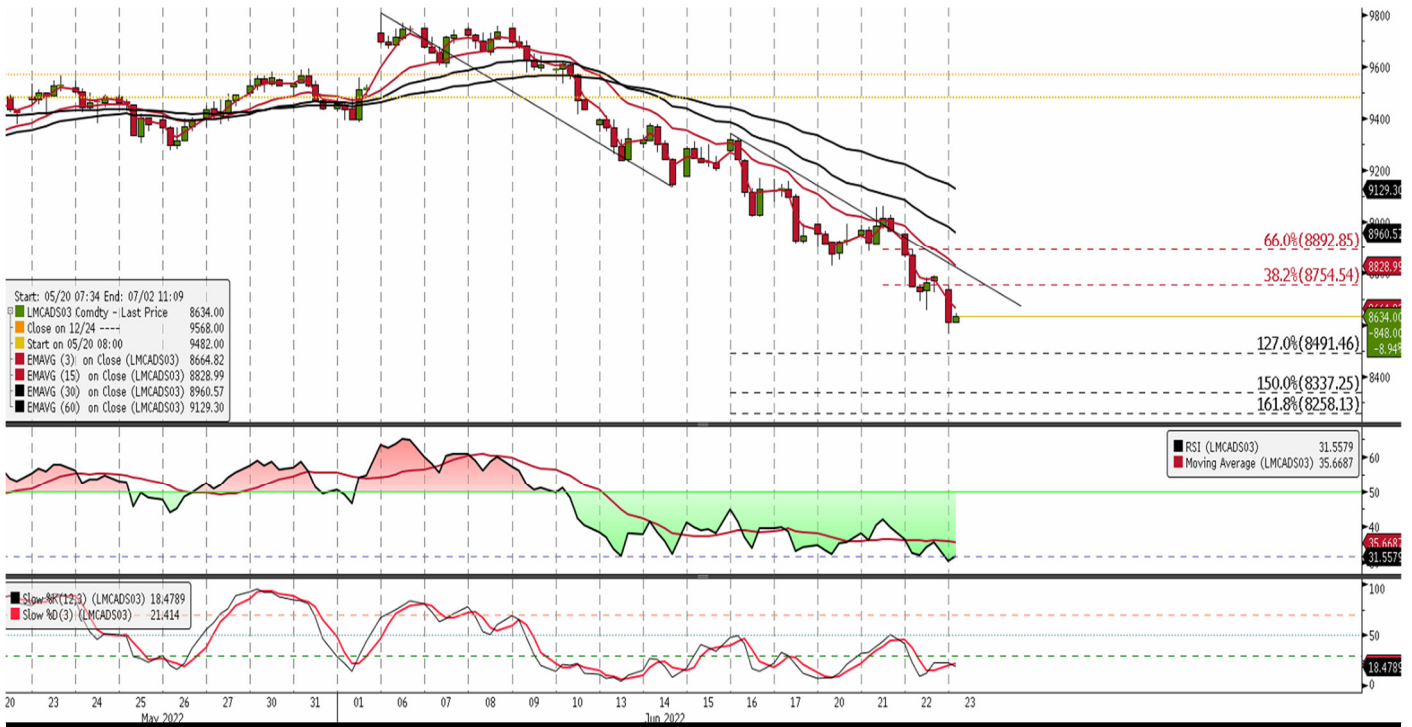 9800
9600
9400
9200
9129.30
9000
8960.57
66.0%(8892.85)
8828.99
8800
38.2%(8754.54)
8634.00
-848.00
-8.94%
127.0%(8491.46)
8400
150.0%(8337.25)
161.8%(8258.13)
Start: 05/20 07:34 End: 07/02 11:09
LMCADS03 Comdty - Last Price 8634.00
Close on 12/24 ---- 9568.00
Start on 05/20 08:00 9482.00
EMAVG (3) on Close (LMCADS03) 8664.82
EMAVG (15) on Close (LMCADS03) 8828.99
EMAVG (30) on Close (LMCADS03) 8960.57
EMAVG (60) on Close (LMCADS03) 9129.30
RSI (LMCADS03) 31.5579
Moving Average (LMCADS03) 35.6687
60
50
40
35.6687
31.5579
Slow %K(12,3) (LMCADS03) 18.4789
Slow %D(3) (LMCADS03) 21.414
100
50
18.4789
0
20 23 24 25 26 27 30 31 01 02 06 07 08 09 10 13 14 15 16 17 20 21 22 23
May 2022 Jun 2022